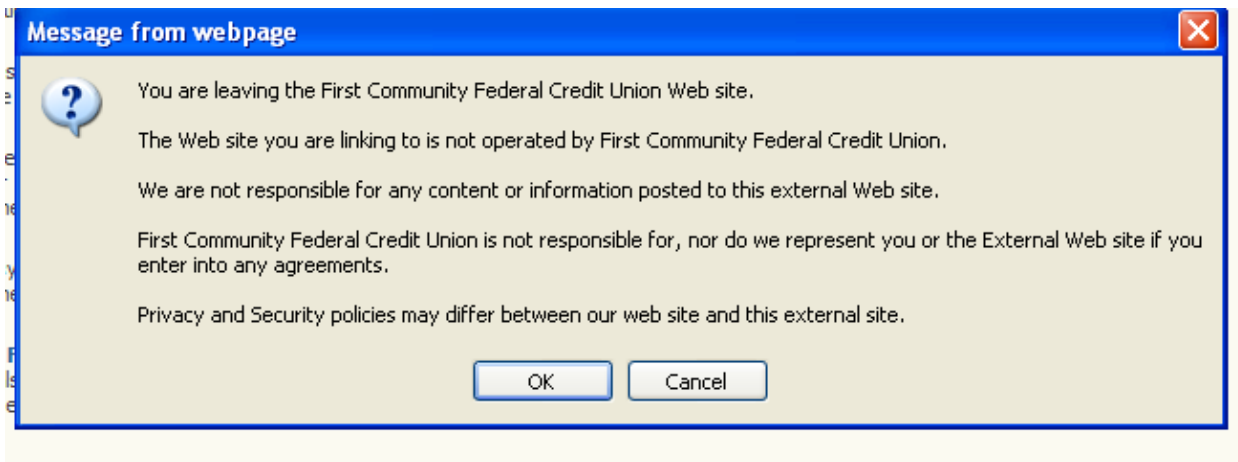 Message from webpage
You are leaving the First Community Federal Credit Union Web site.
The Web site you are linking to is not operated by First Community Federal Credit Union.
We are not responsible for any content or information posted to this external Web site.
First Community Federal Credit Union is not responsible for, nor do we represent you or the External Web site if you
enter into any agreements.
Privacy and Security policies may differ between our web site and this external site.
OK
Cancel